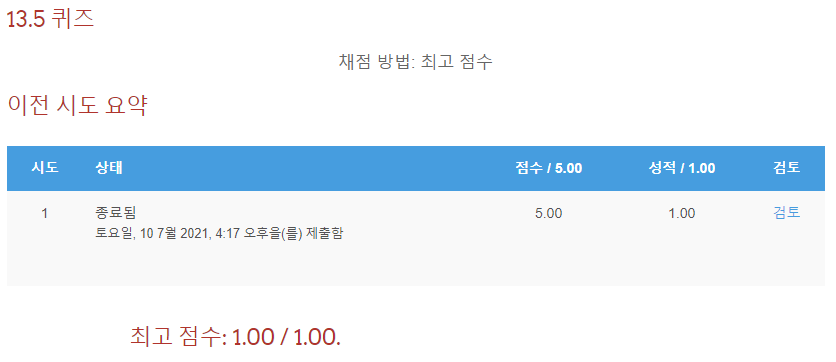 13.5 퀴즈
채점 방법: 최고 점수
이전 시도 요약
시도 상태 점수 / 5.00 성적 / 1.00 검토
1 종료됨 5.00 1.00 검토
토요일, 10 7월 2021, 4:17 오후을(를) 제출함
최고 점수: 1.00 / 1.00.